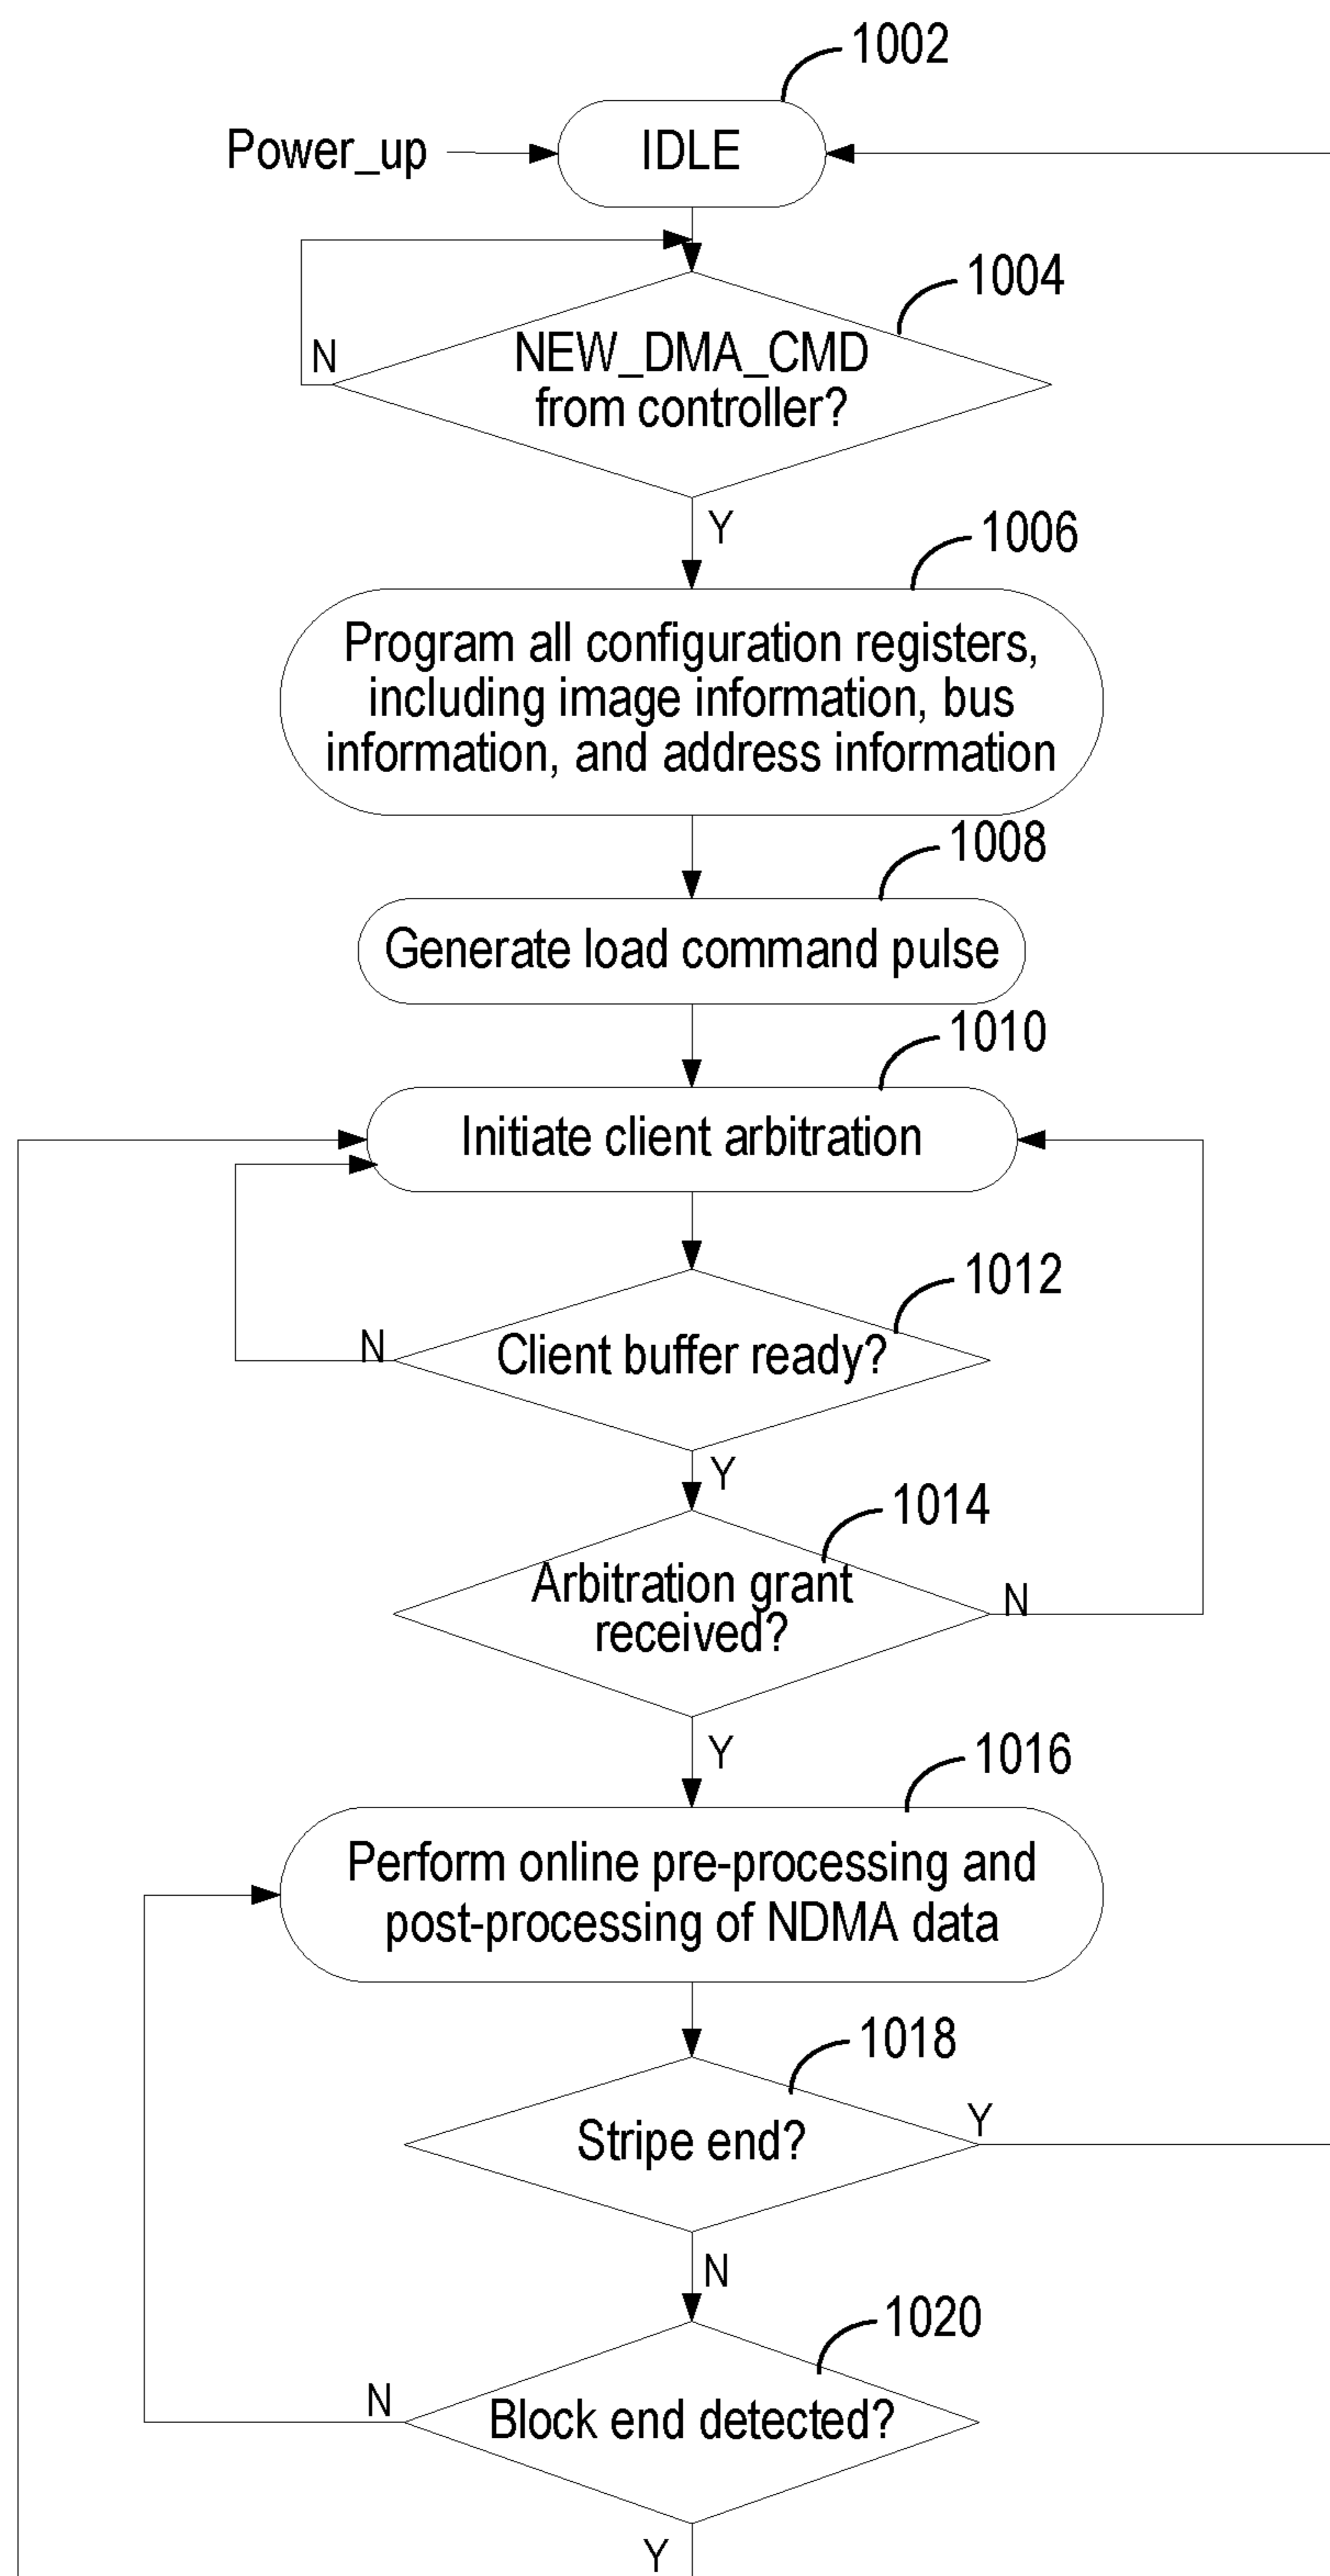 1002
Power_up
IDLE
1004
NEW_DMA_CMD
from controller?
N
Y
1006
Program all configuration registers,
including image information, bus
information, and address information
1008
Generate load command pulse
1010
Initiate client arbitration
1012
Client buffer ready?
N
Y
1014
Arbitration grant
received?
N
Y
1016
Perform online pre-processing and
post-processing of NDMA data
1018
Stripe end?
Y
N
1020
Block end detected?
N
Y